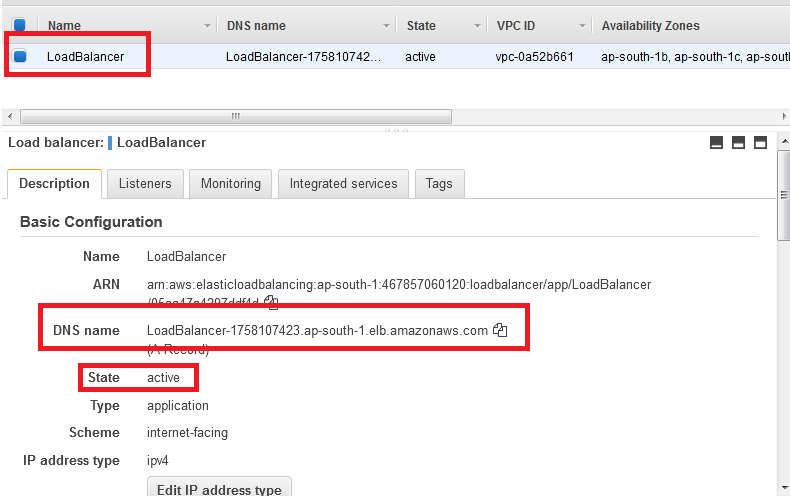 Name DNS name State VPC ID Availability Zones
LoadBalancer LoadBalancer-175810742... active vpc-0a52b661 ap-south-1b, ap-south-1c, ap-sout
Load balancer: LoadBalancer
Description Listeners Monitoring Integrated services Tags
Basic Configuration
Name LoadBalancer
ARN arn:aws:elasticloadbalancing:ap-south-1:467857060120:loadbalancer/app/LoadBalancer
DNS name LoadBalancer-1758107423.ap-south-1.elb.amazonaws.com
(A Record)
State active
Type application
Scheme internet-facing
IP address type ipv4
Edit IP address type